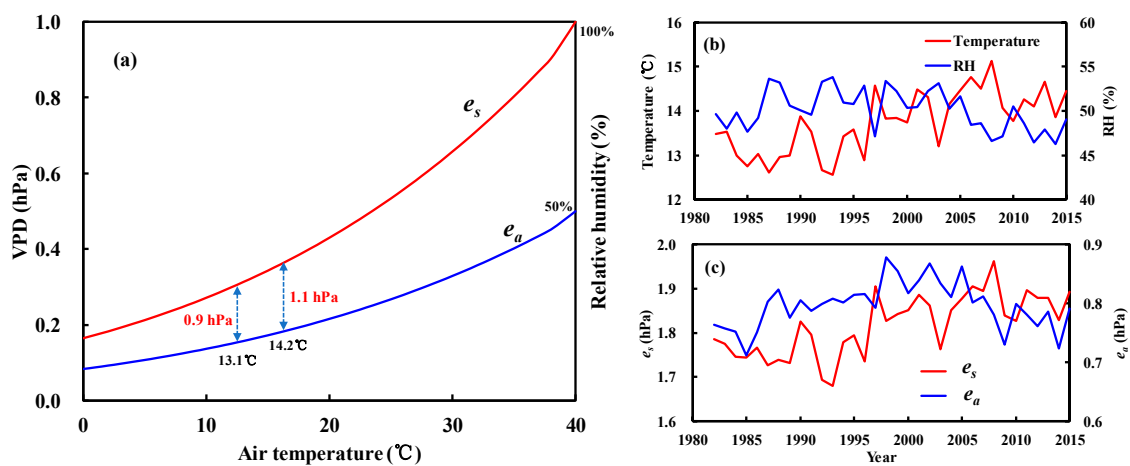 (a)
VPD (hPa)
1.0
0.8
0.6
0.4
0.2
0.0
0
10
20
30
40
Air temperature (℃)
Relative humidity (%)
100%
50%
e_s
e_a
0.9 hPa
1.1 hPa
13.1℃
14.2℃
(b)
Temperature
RH
Temperature (℃)
16
15
14
13
12
RH (%)
60
55
50
45
40
1980
1985
1990
1995
2000
2005
2010
2015
(c)
e_s (hPa)
2.0
1.9
1.8
1.7
1.6
e_a (hPa)
0.9
0.8
0.7
0.6
e_s
e_a
1980
1985
1990
1995
2000
2005
2010
2015
Year